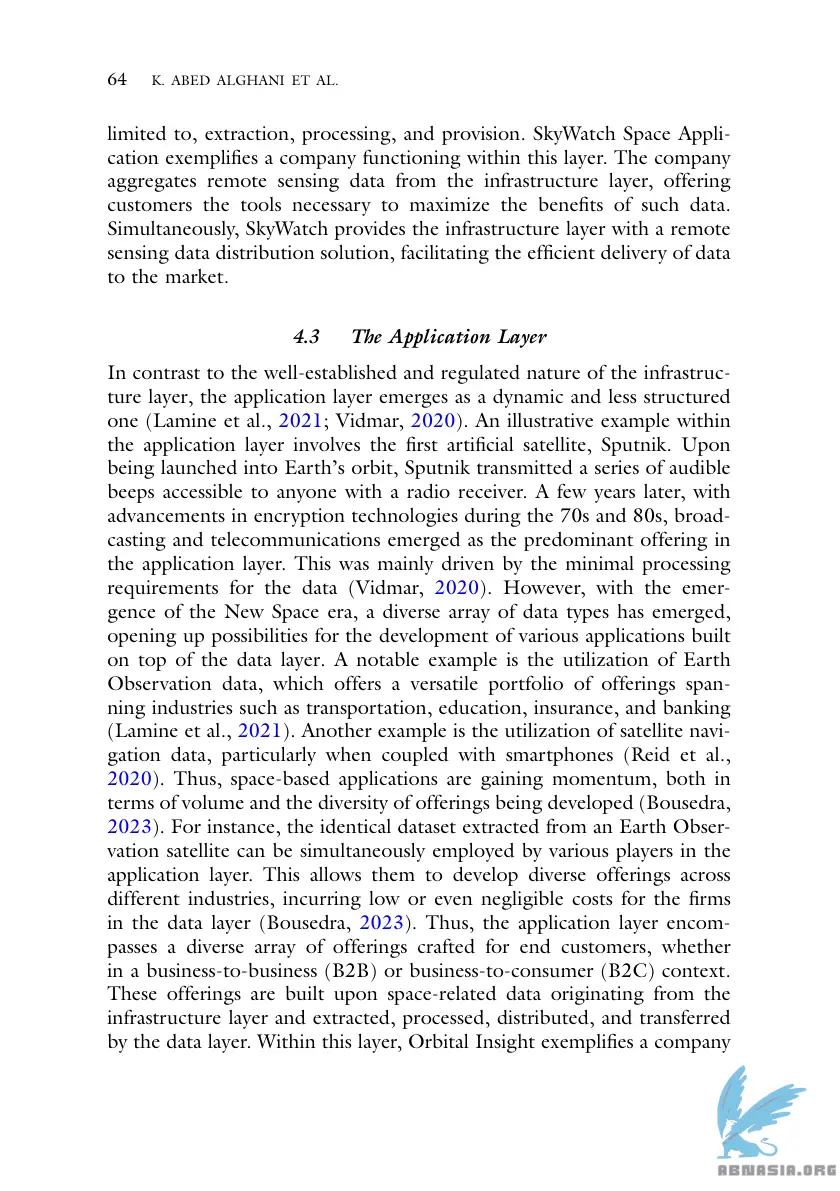 64 K. ABED ALGHANI ET AL.
limited to, extraction, processing, and provision. SkyWatch Space Appli-
cation exemplifies a company functioning within this layer. The company
aggregates remote sensing data from the infrastructure layer, offering
customers the tools necessary to maximize the benefits of such data.
Simultaneously, SkyWatch provides the infrastructure layer with a remote
sensing data distribution solution, facilitating the efficient delivery of data
to the market.
4.3 The Application Layer
In contrast to the well-established and regulated nature of the infrastruc-
ture layer, the application layer emerges as a dynamic and less structured
one (Lamine et al., 2021; Vidmar, 2020). An illustrative example within
the application layer involves the first artificial satellite, Sputnik. Upon
being launched into Earth's orbit, Sputnik transmitted a series of audible
beeps accessible to anyone with a radio receiver. A few years later, with
advancements in encryption technologies during the 70s and 80s, broad-
casting and telecommunications emerged as the predominant offering in
the application layer. This was mainly driven by the minimal processing
requirements for the data (Vidmar, 2020). However, with the emer-
gence of the New Space era, a diverse array of data types has emerged,
opening up possibilities for the development of various applications built
on top of the data layer. A notable example is the utilization of Earth
Observation data, which offers a versatile portfolio of offerings span-
ning industries such as transportation, education, insurance, and banking
(Lamine et al., 2021). Another example is the utilization of satellite navi-
gation data, particularly when coupled with smartphones (Reid et al.,
2020). Thus, space-based applications are gaining momentum, both in
terms of volume and the diversity of offerings being developed (Bousedra,
2023). For instance, the identical dataset extracted from an Earth Obser-
vation satellite can be simultaneously employed by various players in the
application layer. This allows them to develop diverse offerings across
different industries, incurring low or even negligible costs for the firms
in the data layer (Bousedra, 2023). Thus, the application layer encom-
passes a diverse array of offerings crafted for end customers, whether
in a business-to-business (B2B) or business-to-consumer (B2C) context.
These offerings are built upon space-related data originating from the
infrastructure layer and extracted, processed, distributed, and transferred
by the data layer. Within this layer, Orbital Insight exemplifies a company
ABNASIA.ORG